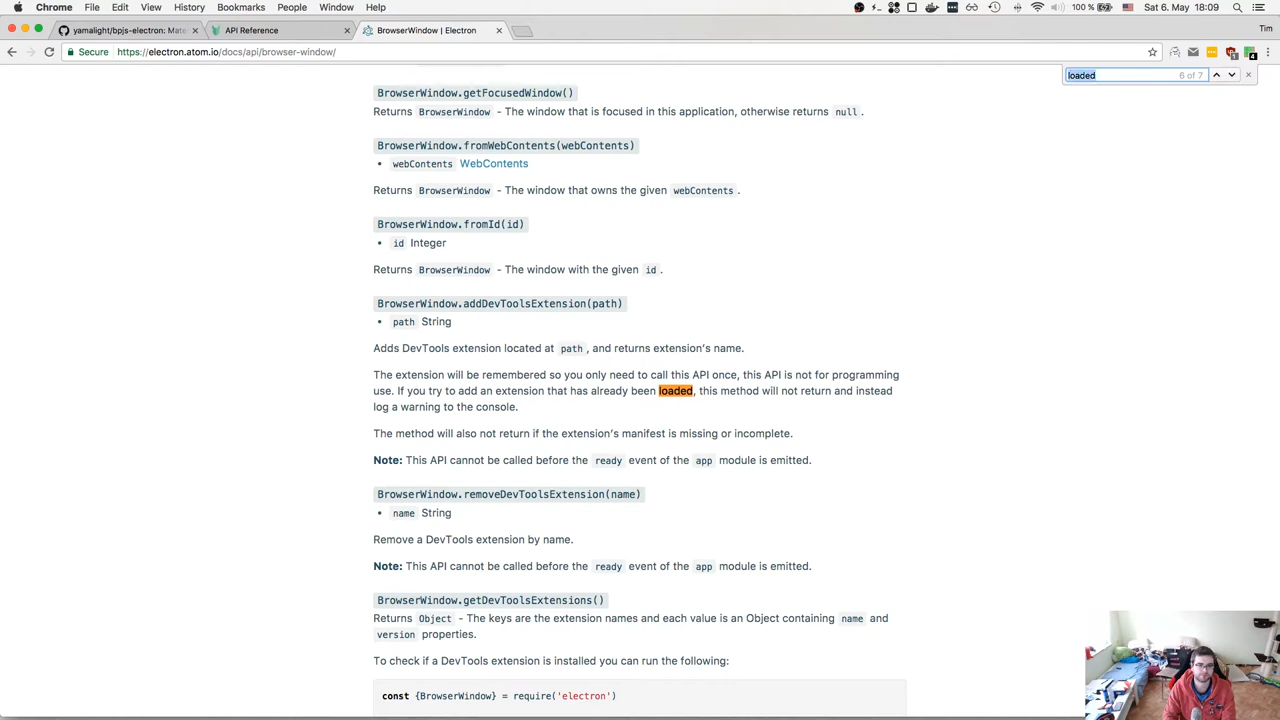 Chrome File Edit View History Bookmarks People Window Help 100 % Sat 6. May. 18:09
yamalight/bpjs-electron: Mate × API Reference × BrowserWindow | Electron × Tim
Secure https://electron.atom.io/docs/api/browser-window/
loaded 6 of 7
BrowserWindow.getFocusedWindow()
Returns BrowserWindow - The window that is focused in this application, otherwise returns null.
BrowserWindow.fromWebContents(webContents)
• webContents WebContents
Returns BrowserWindow - The window that owns the given webContents.
BrowserWindow.fromId(id)
• id Integer
Returns BrowserWindow - The window with the given id.
BrowserWindow.addDevToolsExtension(path)
• path String
Adds DevTools extension located at path, and returns extension's name.
The extension will be remembered so you only need to call this API once, this API is not for programming
use. If you try to add an extension that has already been loaded, this method will not return and instead
log a warning to the console.
The method will also not return if the extension's manifest is missing or incomplete.
Note: This API cannot be called before the ready event of the app module is emitted.
BrowserWindow.removeDevToolsExtension(name)
• name String
Remove a DevTools extension by name.
Note: This API cannot be called before the ready event of the app module is emitted.
BrowserWindow.getDevToolsExtensions()
Returns Object - The keys are the extension names and each value is an Object containing name and
version properties.
To check if a DevTools extension is installed you can run the following:
const {BrowserWindow} = require('electron')